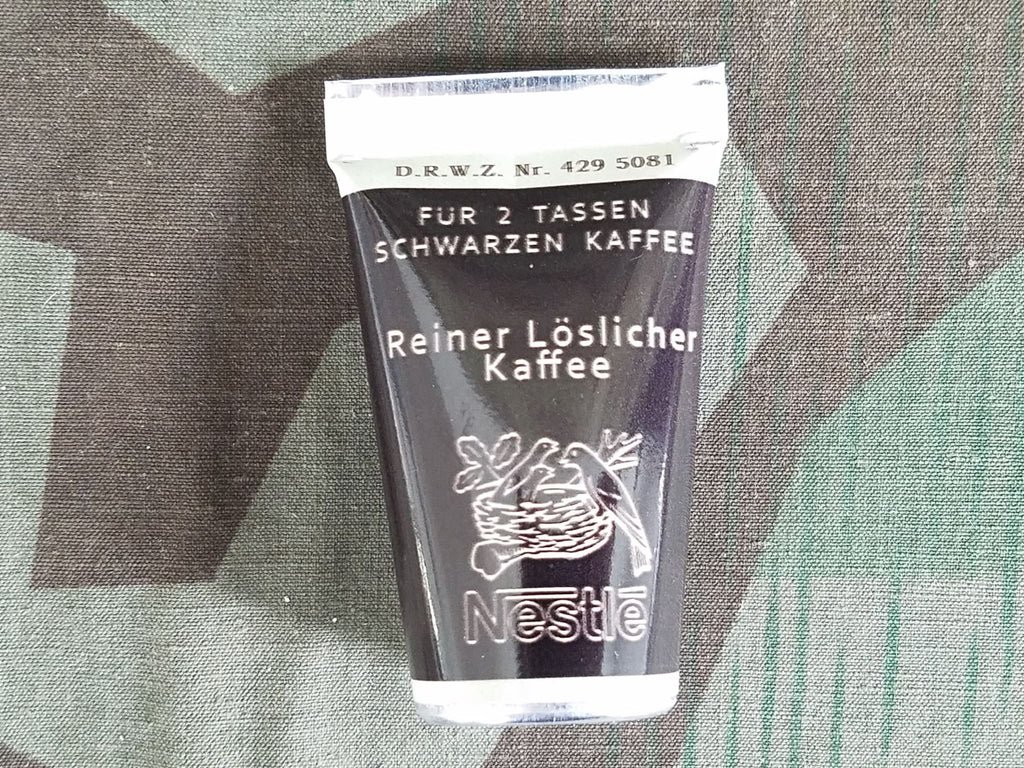 D.R.W.Z. Nr. 429 5081
FÜR 2 TASSEN
SCHWARZEN KAFFEE
Reiner Löslicher
Kaffee
Nestlé